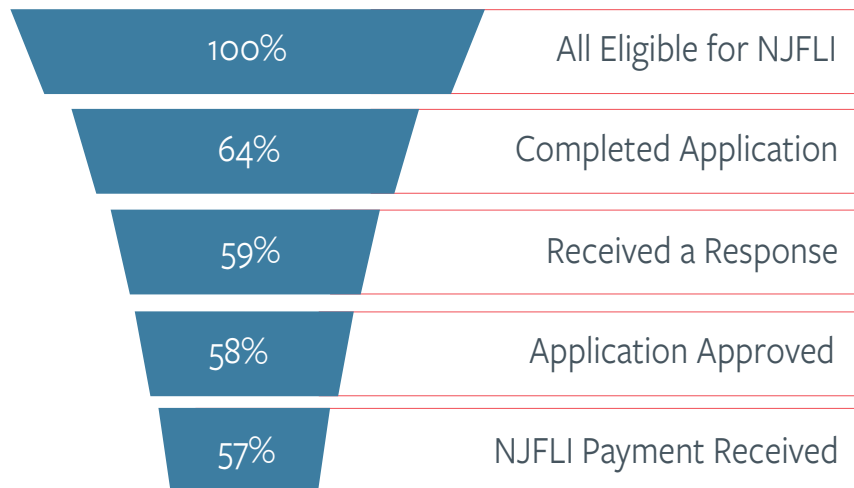 100% All Eligible for NJFLI
64% Completed Application
59% Received a Response
58% Application Approved
57% NJFLI Payment Received